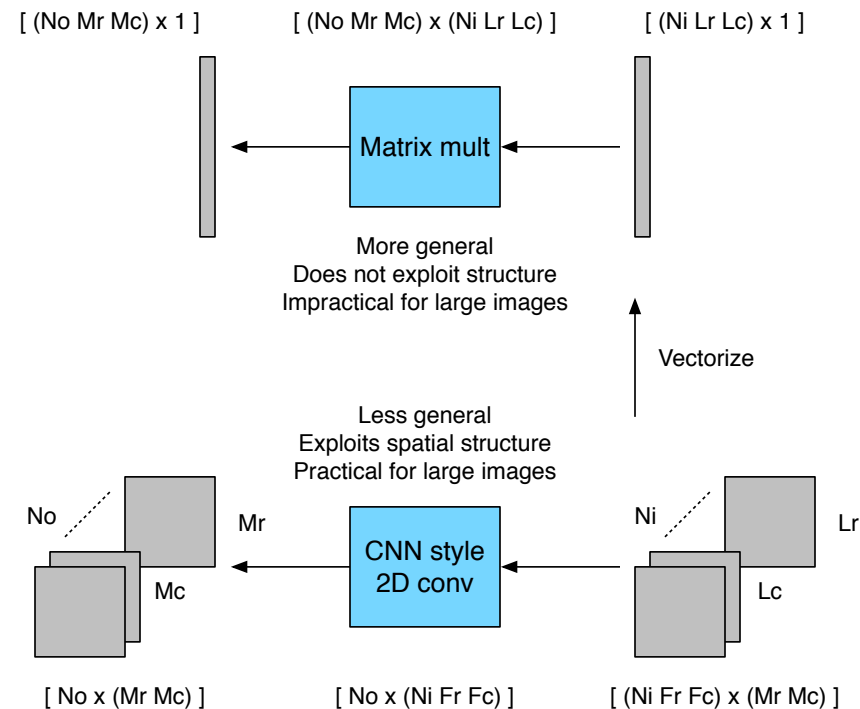 [ (No Mr Mc) x 1 ]
[ (No Mr Mc) x (Ni Lr Lc) ]
[ (Ni Lr Lc) x 1 ]
Matrix mult
More general
Does not exploit structure
Impractical for large images
Vectorize
Less general
Exploits spatial structure
Practical for large images
No
Mr
Mc
CNN style
2D conv
Ni
Lr
Lc
[ No x (Mr Mc) ]
[ No x (Ni Fr Fc) ]
[ (Ni Fr Fc) x (Mr Mc) ]